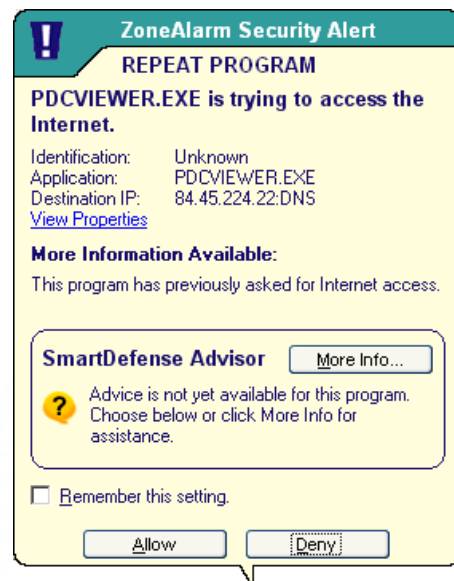 ZoneAlarm Security Alert
REPEAT PROGRAM
PDCVIEWER.EXE is trying to access the
Internet.
Identification: Unknown
Application: PDCVIEWER.EXE
Destination IP: 84.45.224.22:DNS
View Properties
More Information Available:
This program has previously asked for Internet access.
SmartDefense Advisor More Info...
Advice is not yet available for this program.
Choose below or click More Info for
assistance.
Remember this setting.
Allow Deny